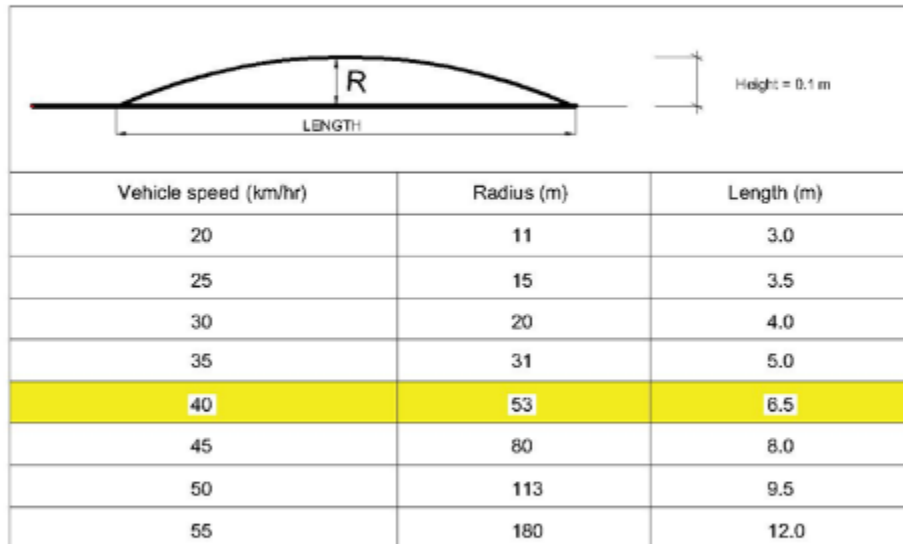 R
Height = 0.1 m
LENGTH
Vehicle speed (km/hr) Radius (m) Length (m)
20 11 3.0
25 15 3.5
30 20 4.0
35 31 5.0
40 53 6.5
45 80 8.0
50 113 9.5
55 180 12.0